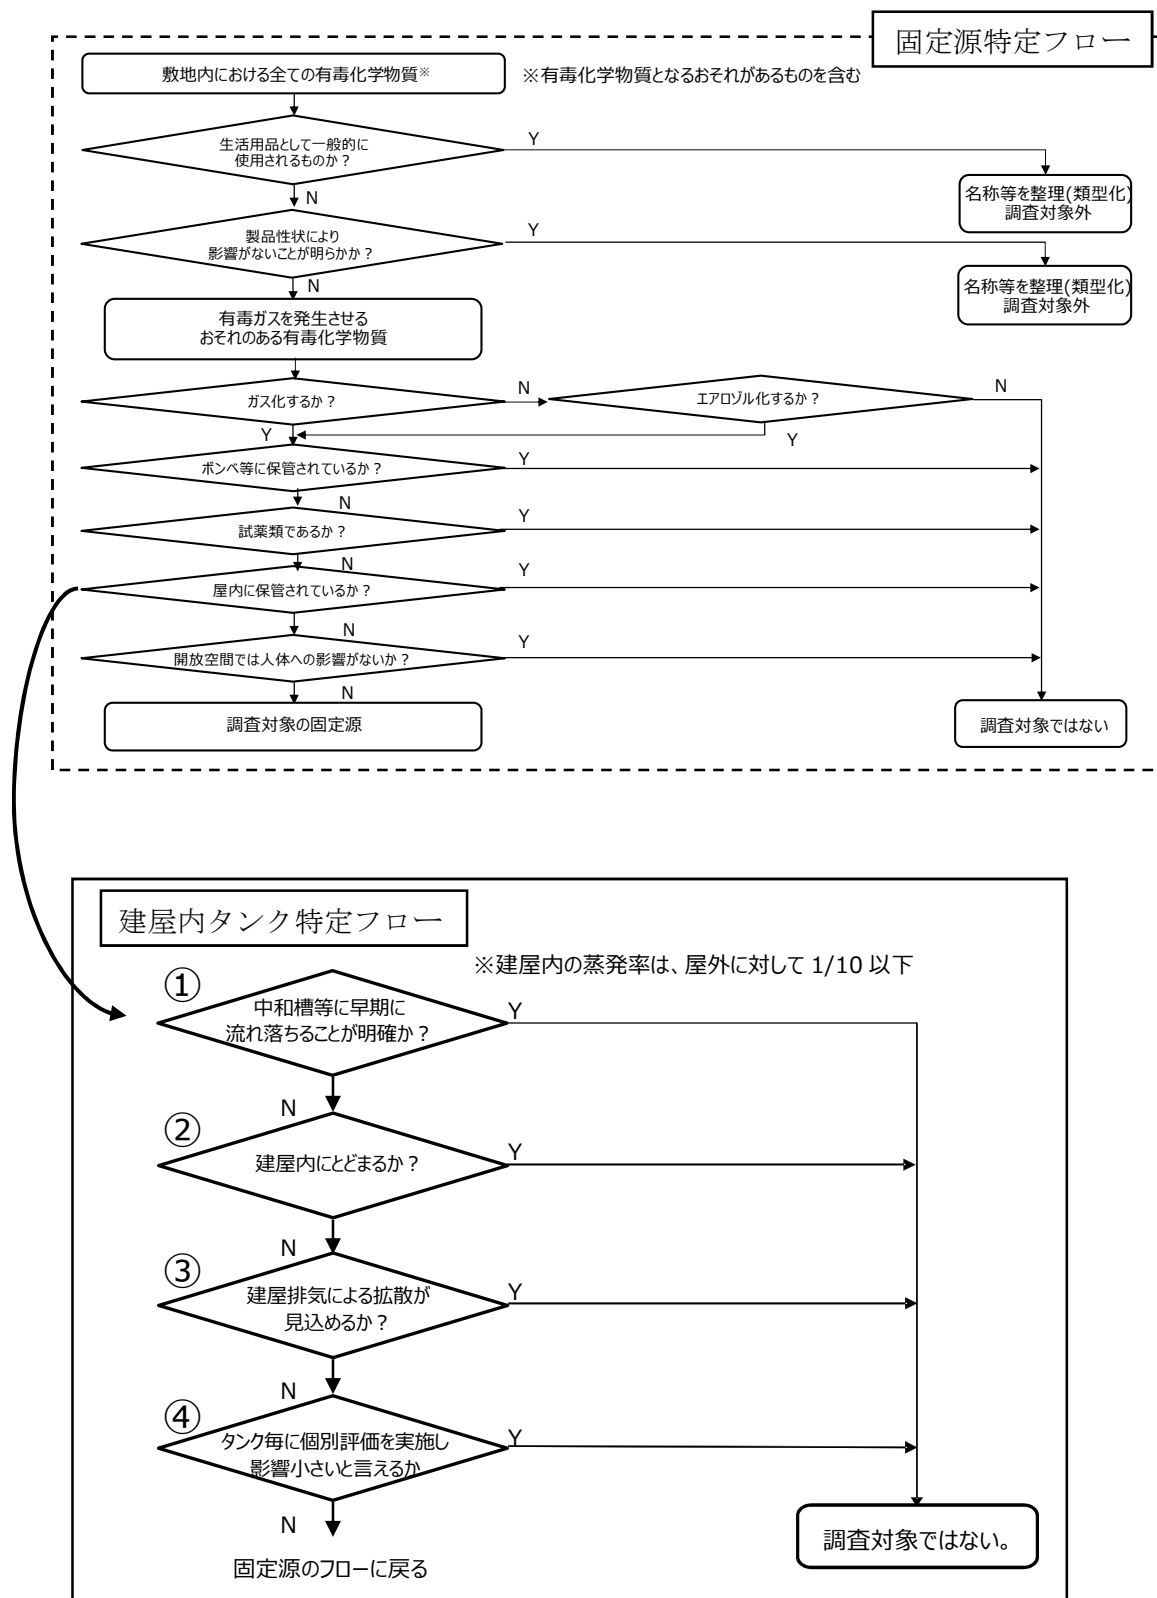 固定源特定フロー
敷地内における全ての有毒化学物質※
※有毒化学物質となるおそれがあるものを含む
生活用品として一般的に
使用されるものか？
Y
N
名称等を整理(類型化)
調査対象外
製品性状により
影響がないことが明らかか？
Y
N
名称等を整理(類型化)
調査対象外
有毒ガスを発生させる
おそれのある有毒化学物質
ガス化するか？
N
エアロゾル化するか？
N
Y
Y
ボンベ等に保管されているか？
Y
N
試薬類であるか？
Y
N
屋内に保管されているか？
Y
N
開放空間では人体への影響がないか？
Y
N
調査対象の固定源
調査対象ではない
建屋内タンク特定フロー
※建屋内の蒸発率は、屋外に対して 1/10 以下
①
中和槽等に早期に
流れ落ちることが明確か？
Y
N
②
建屋内にとどまるか？
Y
N
③
建屋排気による拡散が
見込めるか？
Y
N
④
タンク毎に個別評価を実施し
影響小さいと言えるか
Y
N
固定源のフローに戻る
調査対象ではない。